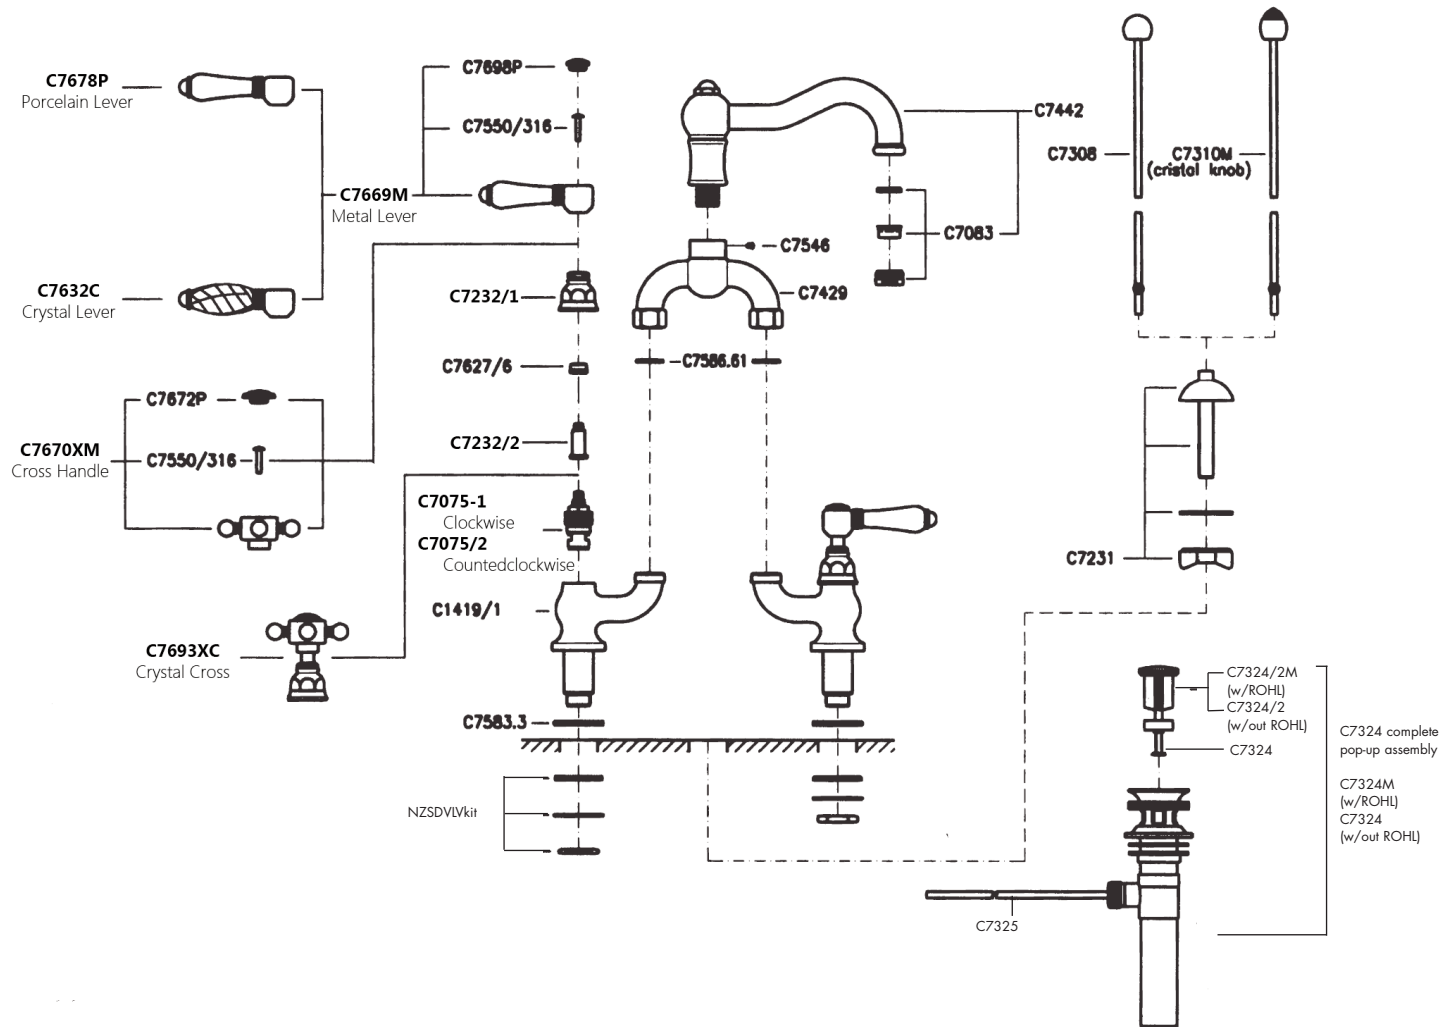 C7678P
Porcelain Lever
C7698P
C7550/316
C7669M
Metal Lever
C7442
C7308
C7310M
(cristal knob)
C7083
C7546
C7429
C7632C
Crystal Lever
C7232/1
C7586.61
C7627/6
C7672P
C7670XM
Cross Handle
C7550/316
C7232/2
C7075-1
Clockwise
C7075/2
Countedclockwise
C7231
C1419/1
C7693XC
Crystal Cross
C7583.3
NZSDVLVkit
C7324/2M
(w/ROHL)
C7324/2
(w/out ROHL)
C7324
C7324 complete
pop-up assembly
C7324M
(w/ROHL)
C7324
(w/out ROHL)
C7325